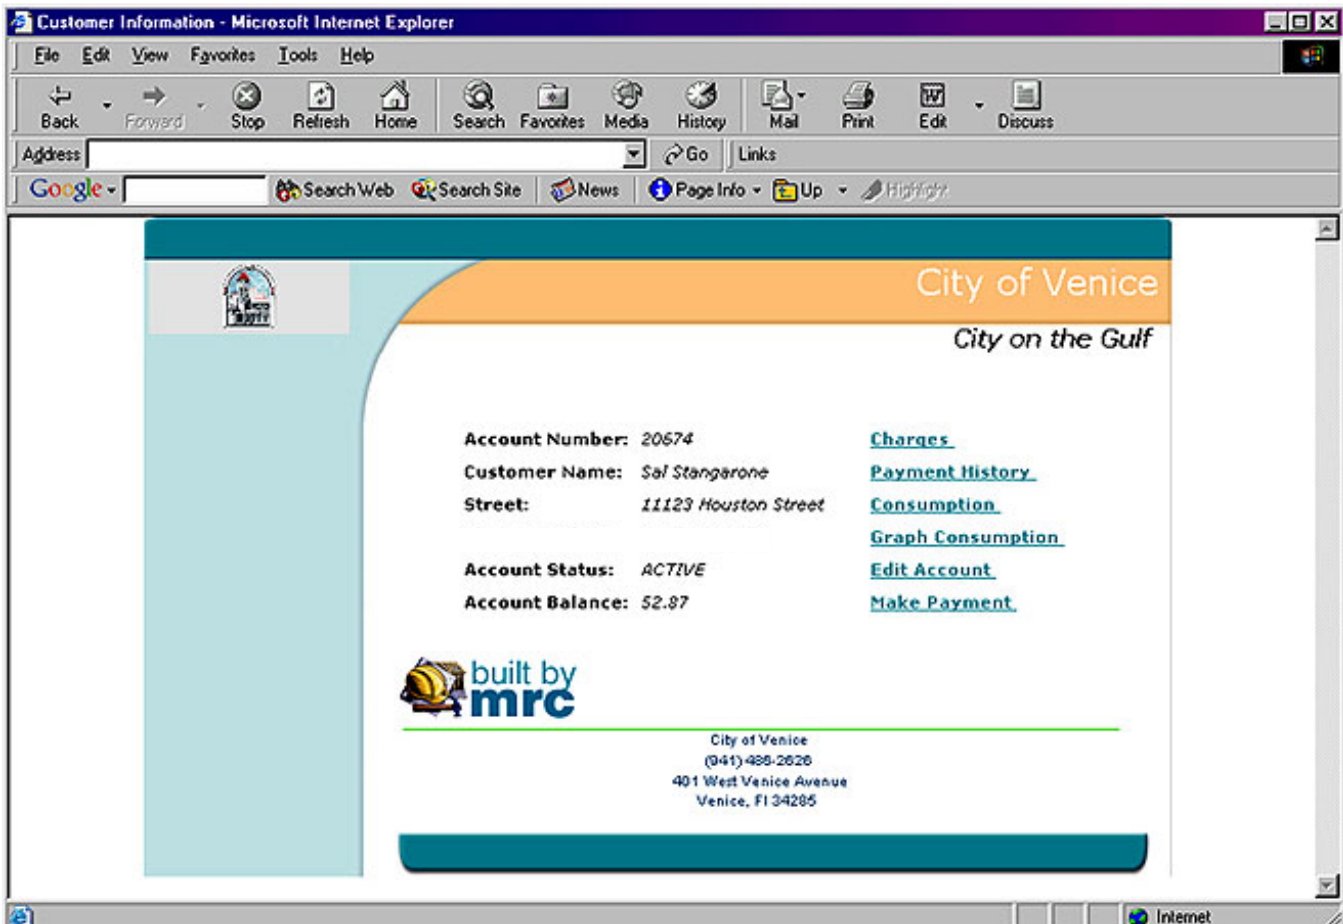 Customer Information - Microsoft Internet Explorer
File Edit View Favorites Tools Help
Back Forward Stop Refresh Home Search Favorites Media History Mail Print Edit Discuss
Address Go Links
Google Search Web Search Site News Page Info Up Highlight
City of Venice
City on the Gulf
Account Number: 20674 Charges
Customer Name: Sal Stangarone Payment History
Street: 11123 Houston Street Consumption
Graph Consumption
Account Status: ACTIVE Edit Account
Account Balance: 52.87 Make Payment
built by
mrc
City of Venice
(941) 486-2626
401 West Venice Avenue
Venice, Fl 34285
Internet